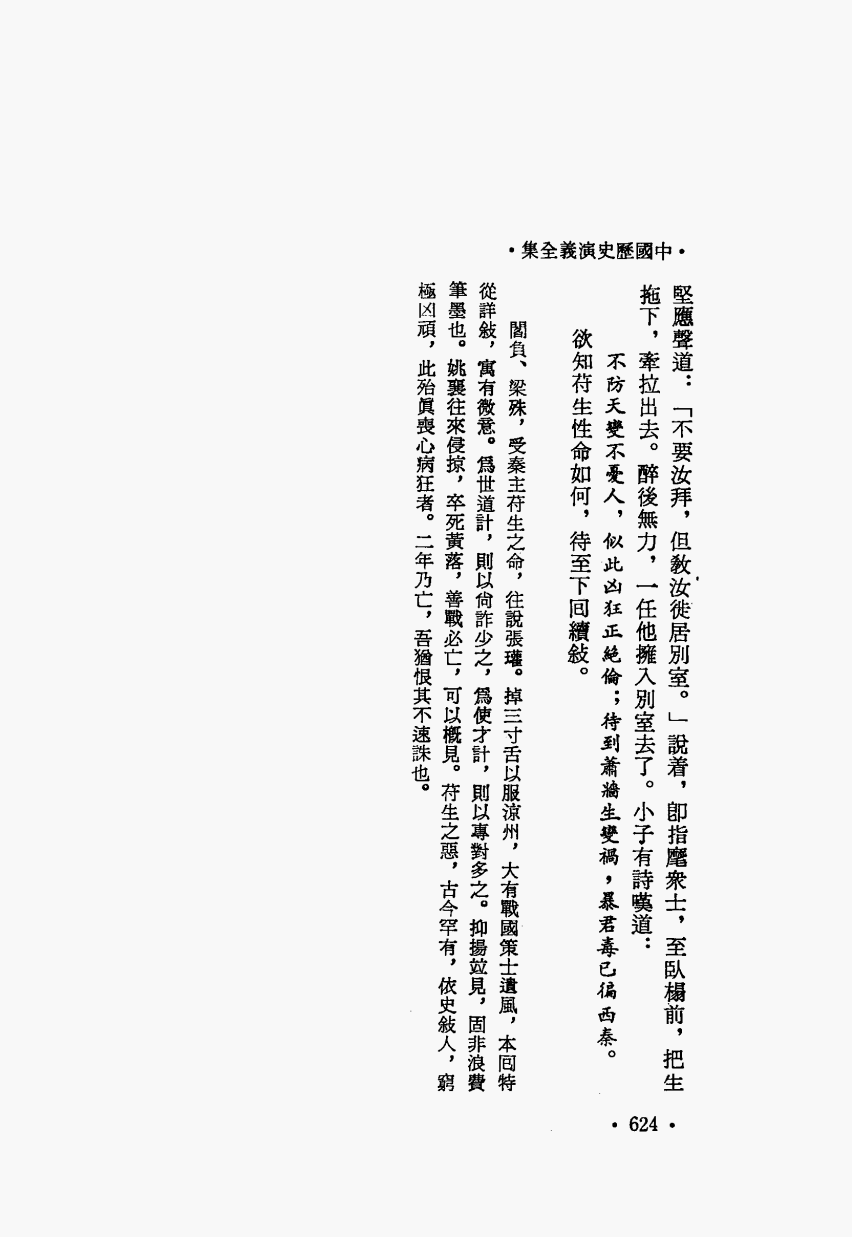 •中國歷史演義全集•
堅應聲道：「不要汝拜，但敎汝徙居別室。」說着，卽指麾衆士，至臥榻前，把生
拖下，牽拉出去。醉後無力，一任他擁入別室去了。小子有詩嘆道：
不防天變不憂人，似此凶狂正絕倫；待到蕭牆生變禍，暴君毒已徧西秦。
欲知苻生性命如何，待至下回續敍。
閻負、梁殊，受秦主苻生之命，往說張瓘。掉三寸舌以服涼州，大有戰國策士遺風，本回特
從詳敍，寓有微意。爲世道計，則以尙詐少之，爲使才計，則以專對多之。抑揚竝見，固非浪費
筆墨也。姚襄往來侵掠，卒死黃落，善戰必亡，可以槪見。苻生之惡，古今罕有，依史敍人，窮
極凶頑，此殆眞喪心病狂者。二年乃亡，吾猶恨其不速誅也。
• 624 •